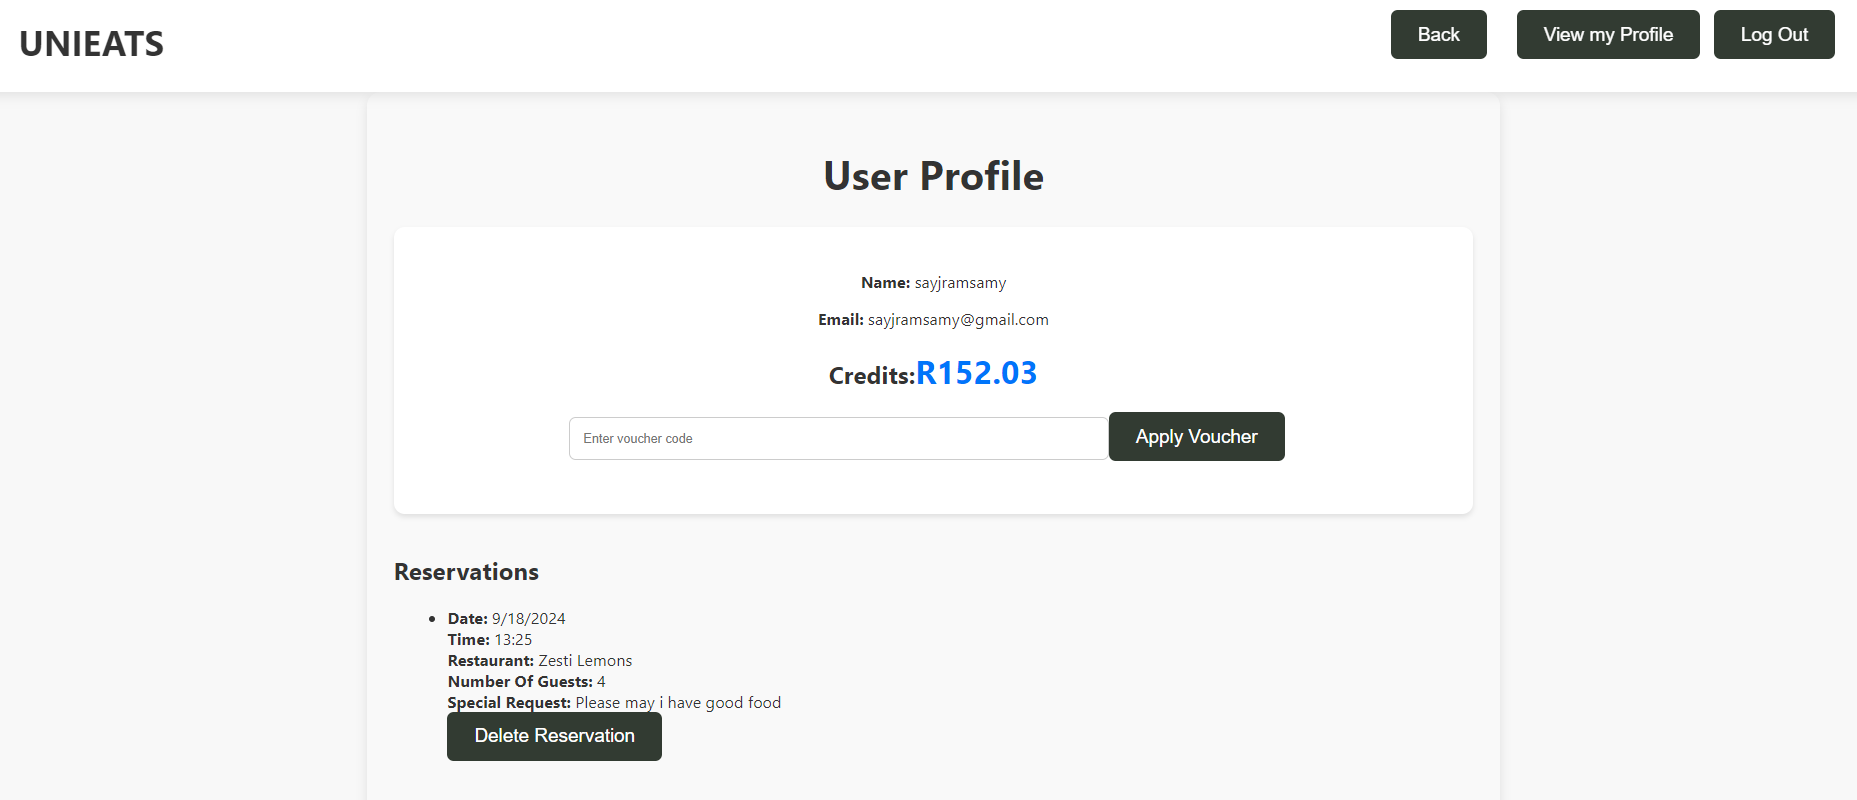 UNIEATS
Back
View my Profile
Log Out
User Profile
Name: sayjramsamy
Email: sayjramsamy@gmail.com
Credits:R152.03
Enter voucher code
Apply Voucher
Reservations
Date: 9/18/2024
Time: 13:25
Restaurant: Zesti Lemons
Number Of Guests: 4
Special Request: Please may i have good food
Delete Reservation